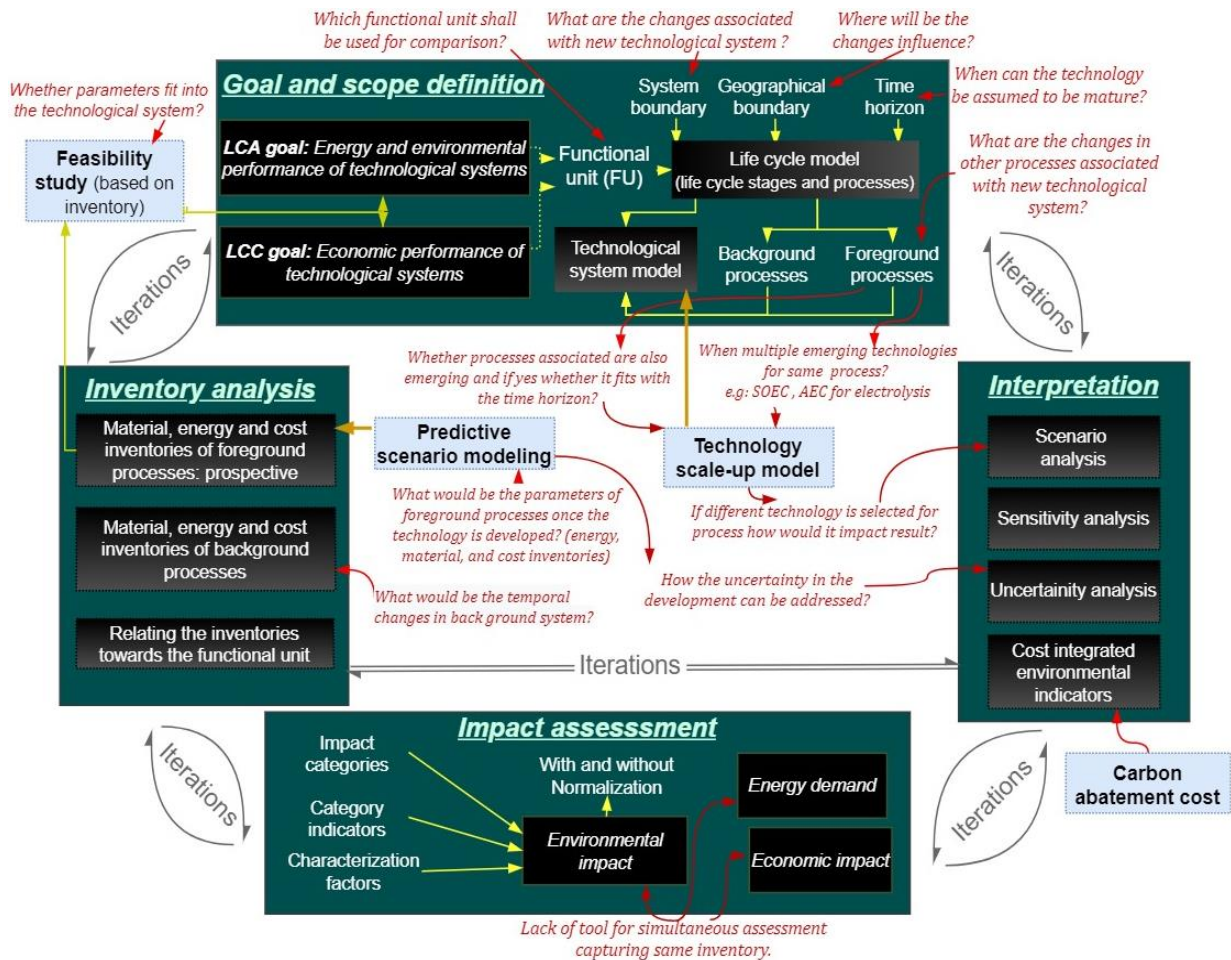 Which functional unit shall
be used for comparison?
What are the changes associated
with new technological system ?
Where will be the
changes influence?
Whether parameters fit into
the technological system?
When can the technology
be assumed to be mature?
What are the changes in
other processes associated
with new technological
system?
Goal and scope definition
System
boundary
Geographical
boundary
Time
horizon
LCA goal: Energy and environmental
performance of technological systems
LCC goal: Economic performance of
technological systems
Functional
unit (FU)
Life cycle model
(life cycle stages and processes)
Technological
system model
Background
processes
Foreground
processes
Feasibility
study (based on
inventory)
Iterations
Iterations
Whether processes associated are also
emerging and if yes whether it fits with
the time horizon?
When multiple emerging technologies
for same process?
e.g: SOEC , AEC for electrolysis
Inventory analysis
Material, energy and cost
inventories of foreground
processes: prospective
Material, energy and cost
inventories of background
processes
Relating the inventories
towards the functional unit
Predictive
scenario modeling
Technology
scale-up model
What would be the parameters of
foreground processes once the
technology is developed? (energy,
material, and cost inventories)
If different technology is selected for
process how would it impact result?
How the uncertainty in the
development can be addressed?
What would be the temporal
changes in back ground system?
Interpretation
Scenario
analysis
Sensitivity analysis
Uncertainity analysis
Cost integrated
environmental
indicators
Iterations
Carbon
abatement cost
Iterations
Iterations
Impact assesssment
Impact
categories
Category
indicators
Characterization
factors
With and without
Normalization
Environmental
impact
Energy demand
Economic impact
Lack of tool for simultaneous assessment
capturing same inventory.